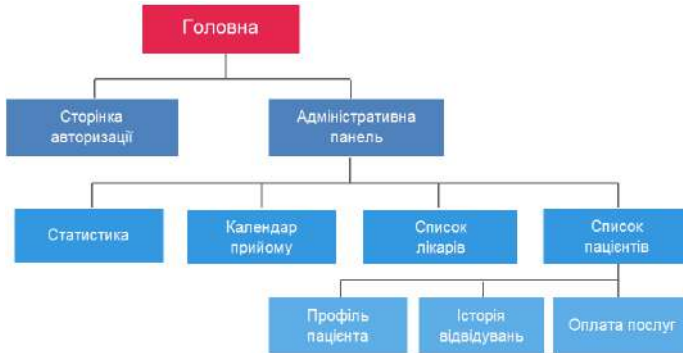 Головна
Сторінка
авторизації
Адміністративна
панель
Статистика
Календар
прийому
Список
лікарів
Список
пацієнтів
Профіль
пацієнта
Історія
відвідувань
Оплата послуг